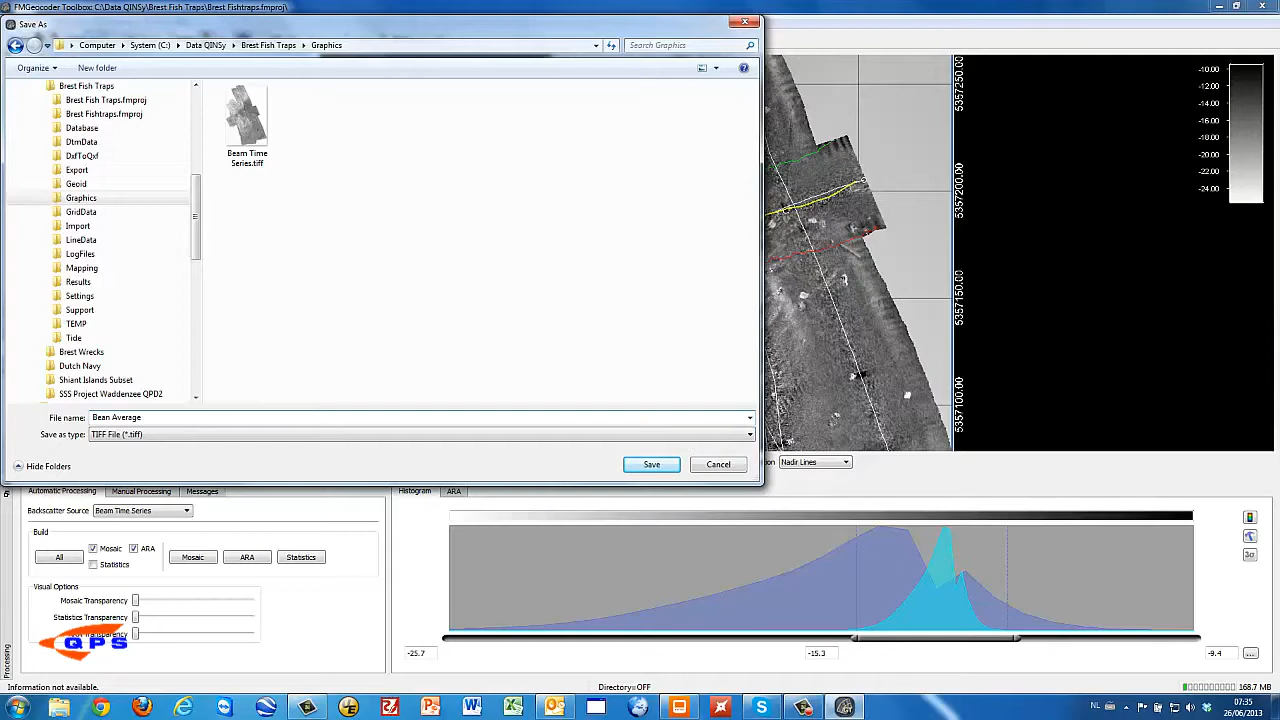 FMGeocoder Toolbox: C:\Data QINSy\Brest Fish Traps\Brest Fishtraps.fmproj\
Save As
Computer System (C:) Data QINSy Brest Fish Traps Graphics
Search Graphics
Organize New folder
Brest Fish Traps
Brest Fish Traps.fmproj
Brest Fishtraps.fmproj
Database
DtmData
DxfToQxf
Export
Geoid
Graphics
GridData
Import
LineData
LogFiles
Mapping
Results
Settings
Support
TEMP
Tide
Brest Wrecks
Dutch Navy
Shiant Islands Subset
SSS Project Waddenzee QPD2
Beam Time
Series.tiff
File name: Bean Average
Save as type: TIFF File (*.tiff)
Hide Folders
Save Cancel
5357250.00
5357200.00
5357150.00
5357100.00
-10.00
-12.00
-14.00
-16.00
-18.00
-20.00
-22.00
-24.00
Nadir Lines
Automatic Processing Manual Processing Messages
Backscatter Source Beam Time Series
Build
All Mosaic ARA Mosaic ARA Statistics
Statistics
Visual Options
Mosaic Transparency
Statistics Transparency
QPS
Processing
Histogram ARA
3σ
-25.7 -15.3 -9.4 ...
Information not available. Directory=OFF 168.7 MB
NL 07:35
26/06/2013